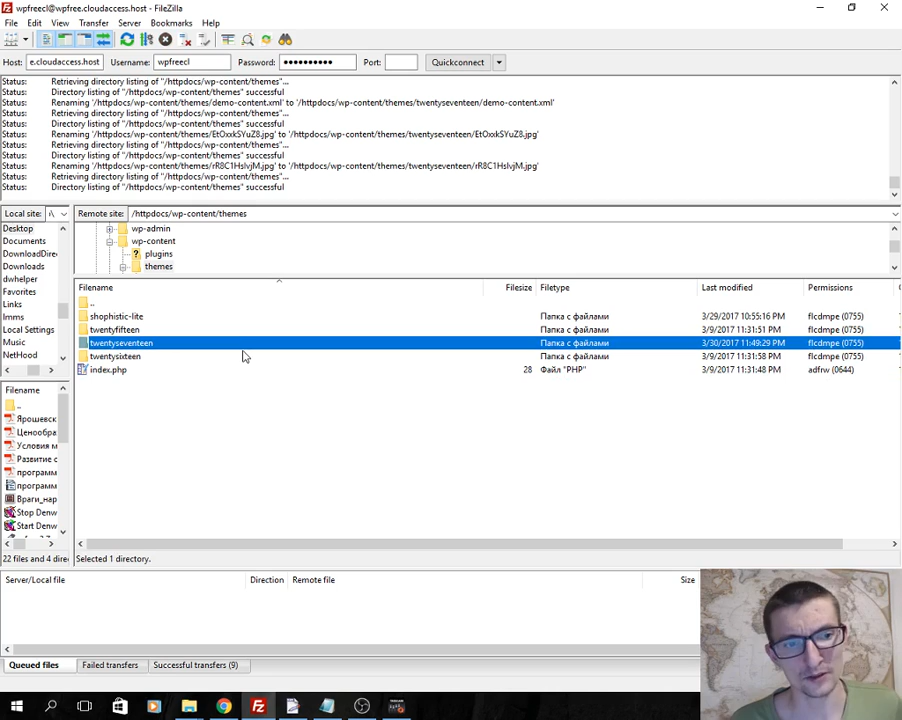 wpfreecl@wpfree.cloudaccess.host - FileZilla
File Edit View Transfer Server Bookmarks Help
Host: e.cloudaccess.host Username: wpfreecl Password: •••••••••• Port: Quickconnect
Status: Retrieving directory listing of "/httpdocs/wp-content/themes"...
Status: Directory listing of "/httpdocs/wp-content/themes" successful
Status: Renaming '/httpdocs/wp-content/themes/demo-content.xml' to '/httpdocs/wp-content/themes/twentyseventeen/demo-content.xml'
Status: Retrieving directory listing of "/httpdocs/wp-content/themes"...
Status: Directory listing of "/httpdocs/wp-content/themes" successful
Status: Renaming '/httpdocs/wp-content/themes/EtOxxkSYuZ8.jpg' to '/httpdocs/wp-content/themes/twentyseventeen/EtOxxkSYuZ8.jpg'
Status: Retrieving directory listing of "/httpdocs/wp-content/themes"...
Status: Directory listing of "/httpdocs/wp-content/themes" successful
Status: Renaming '/httpdocs/wp-content/themes/rR8C1HsIvjM.jpg' to '/httpdocs/wp-content/themes/twentyseventeen/rR8C1HsIvjM.jpg'
Status: Retrieving directory listing of "/httpdocs/wp-content/themes"...
Status: Directory listing of "/httpdocs/wp-content/themes" successful
Local site: \
Desktop
Documents
DownloadDirec
Downloads
dwhelper
Favorites
Imms
Links
Local Settings
Music
NetHood
Filename
..
Ярошевск
Ценообра
Условия м
Развитие с
программ
программ
Враги_нар
Stop Denw
Start Denw
22 files and 4 dire
Remote site: /httpdocs/wp-content/themes
wp-admin
wp-content
plugins
themes
Filename Filesize Filetype Last modified Permissions
..
shophistic-lite Папка с файлами 3/29/2017 10:55:16 PM flcdmpe (0755)
twentyfifteen Папка с файлами 3/9/2017 11:31:51 PM flcdmpe (0755)
twentyseventeen Папка с файлами 3/30/2017 11:49:29 PM flcdmpe (0755)
twentysixteen Папка с файлами 3/9/2017 11:31:58 PM flcdmpe (0755)
index.php 28 Файл "PHP" 3/9/2017 11:31:48 PM adfrw (0644)
Selected 1 directory.
Server/Local file Direction Remote file Size
Queued files Failed transfers Successful transfers (9)